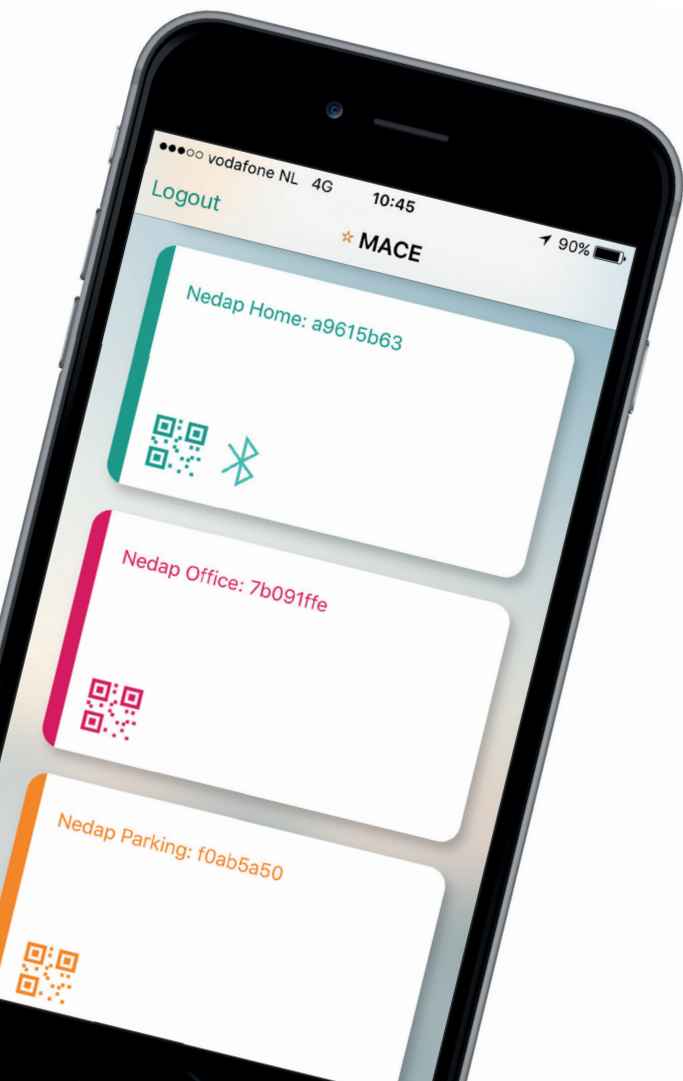 vodafone NL 4G 10:45 90%
Logout
MACE
Nedap Home: a9615b63
Nedap Office: 7b091ffe
Nedap Parking: f0ab5a50